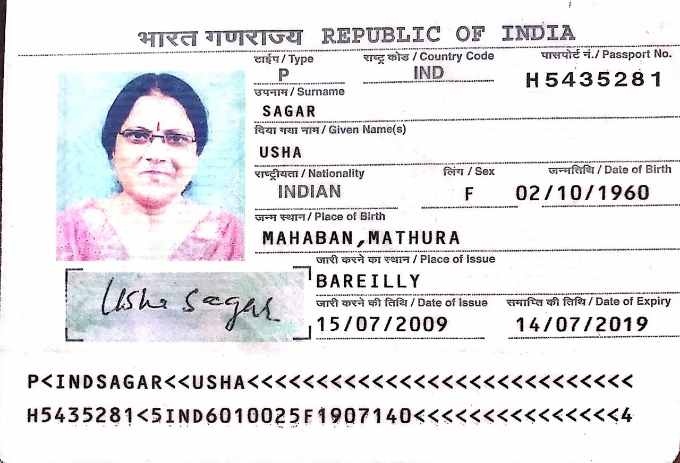 भारत गणराज्य REPUBLIC OF INDIA
टाईप / Type राष्ट्र कोड / Country Code पासपोर्ट नं. / Passport No.
P IND H5435281
उपनाम / Surname
SAGAR
दिया गया नाम / Given Name(s)
USHA
राष्ट्रीयता / Nationality लिंग / Sex जन्मतिथि / Date of Birth
INDIAN F 02/10/1960
जन्म स्थान / Place of Birth
MAHABAN,MATHURA
जारी करने का स्थान / Place of Issue
BAREILLY
जारी करने की तिथि / Date of Issue समाप्ति की तिथि / Date of Expiry
15/07/2009 14/07/2019
Usha Sagar
P<INDSAGAR<<USHA<<<<<<<<<<<<<<<<<<<<<<<<<<<<
H5435281<5IND6010025F1907140<<<<<<<<<<<<<<<4